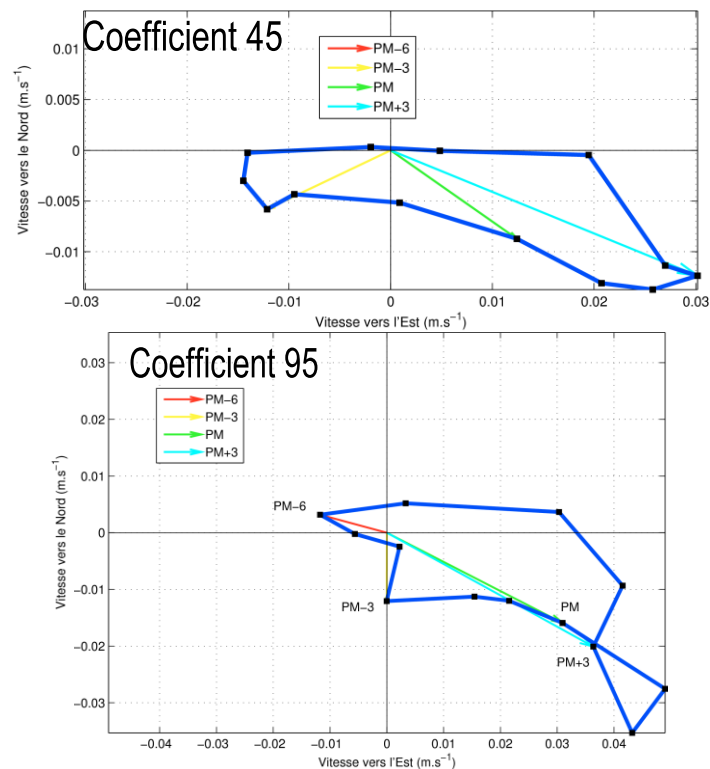 Coefficient 45
PM−6
PM−3
PM
PM+3
0.01
0.005
0
−0.005
−0.01
Vitesse vers le Nord (m.s−1)
−0.03 −0.02 −0.01 0 0.01 0.02 0.03
Vitesse vers l'Est (m.s−1)
Coefficient 95
PM−6
PM−3
PM
PM+3
0.03
0.02
0.01
0
−0.01
−0.02
−0.03
Vitesse vers le Nord (m.s−1)
PM−6
PM−3
PM
PM+3
−0.04 −0.03 −0.02 −0.01 0 0.01 0.02 0.03 0.04
Vitesse vers l'Est (m.s−1)